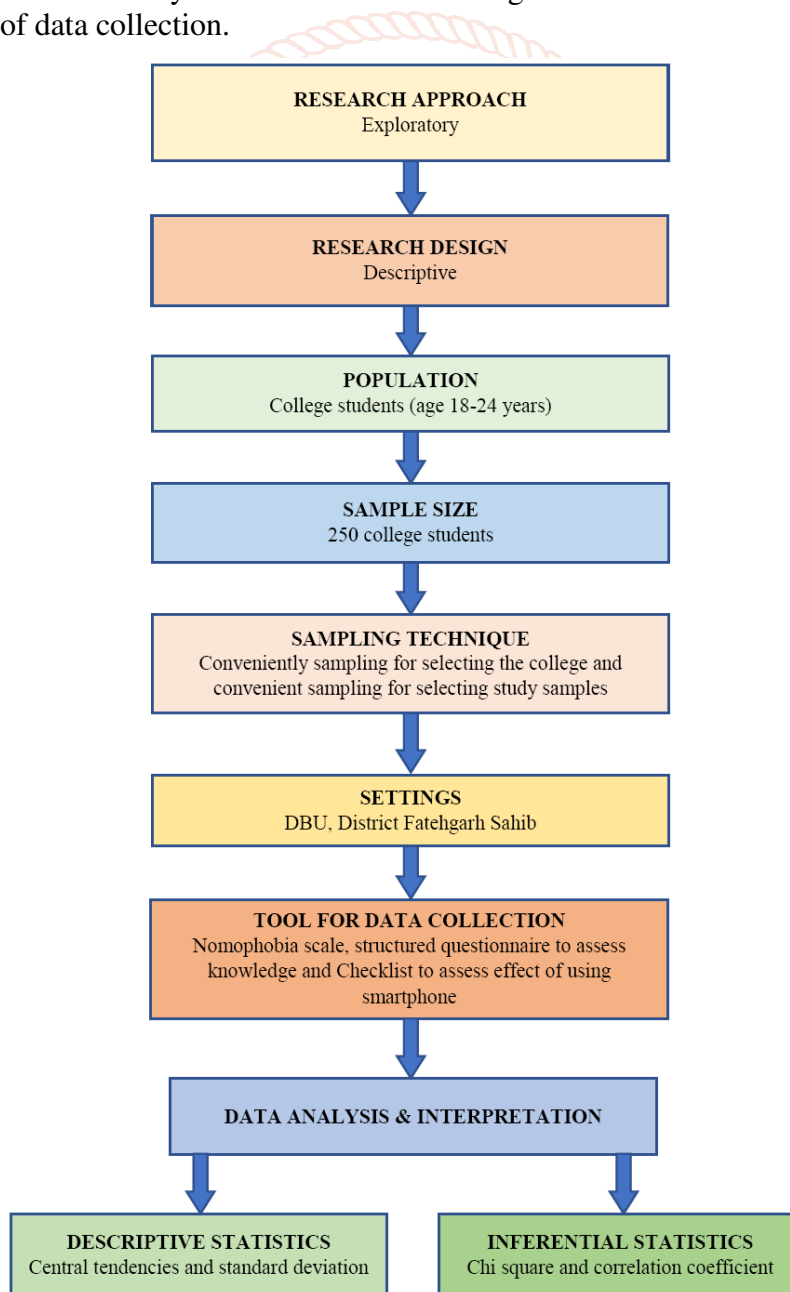 of data collection.
RESEARCH APPROACH
Exploratory
RESEARCH DESIGN
Descriptive
POPULATION
College students (age 18-24 years)
SAMPLE SIZE
250 college students
SAMPLING TECHNIQUE
Conveniently sampling for selecting the college and
convenient sampling for selecting study samples
SETTINGS
DBU, District Fatehgarh Sahib
TOOL FOR DATA COLLECTION
Nomophobia scale, structured questionnaire to assess
knowledge and Checklist to assess effect of using
smartphone
DATA ANALYSIS & INTERPRETATION
DESCRIPTIVE STATISTICS
Central tendencies and standard deviation
INFERENTIAL STATISTICS
Chi square and correlation coefficient